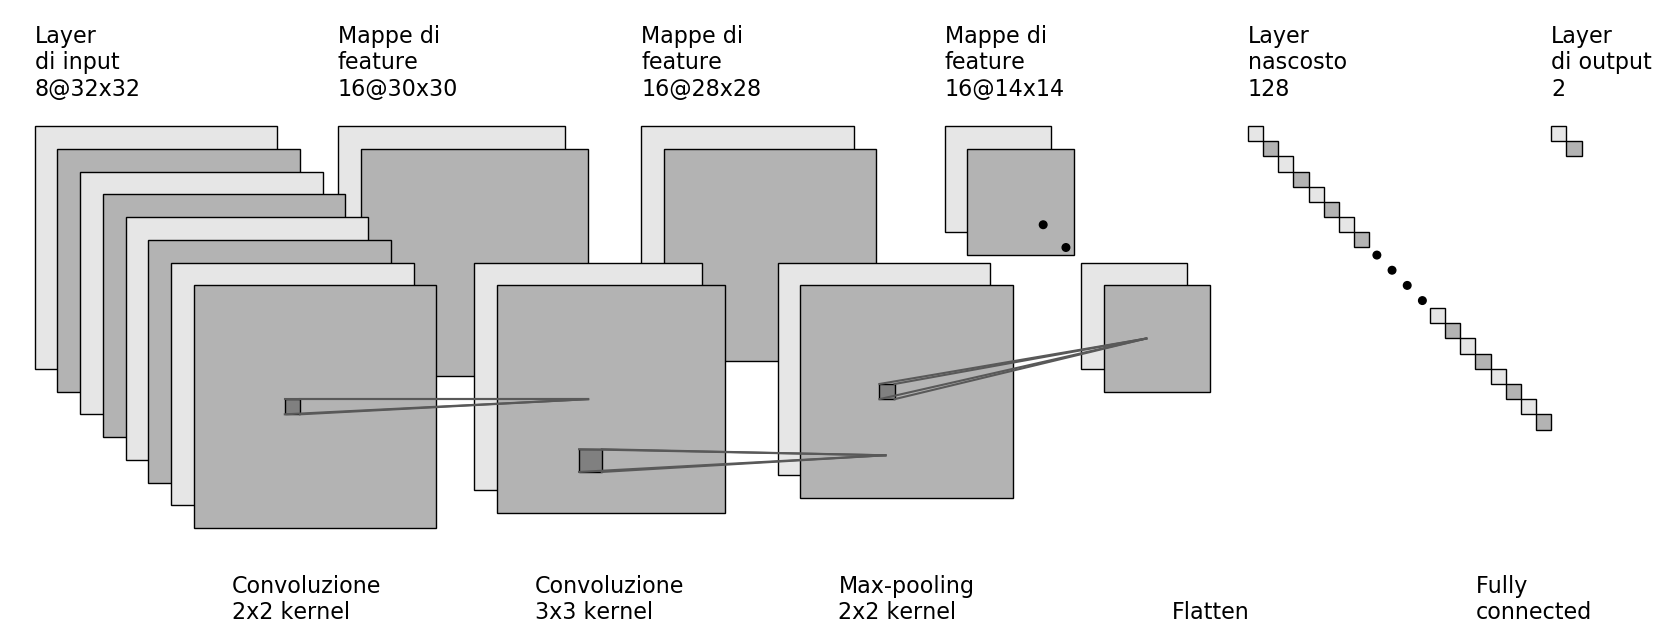 Layer
di input
8@32x32
Mappe di
feature
16@30x30
Mappe di
feature
16@28x28
Mappe di
feature
16@14x14
Layer
nascosto
128
Layer
di output
2
Convoluzione
2x2 kernel
Convoluzione
3x3 kernel
Max-pooling
2x2 kernel
Flatten
Fully
connected